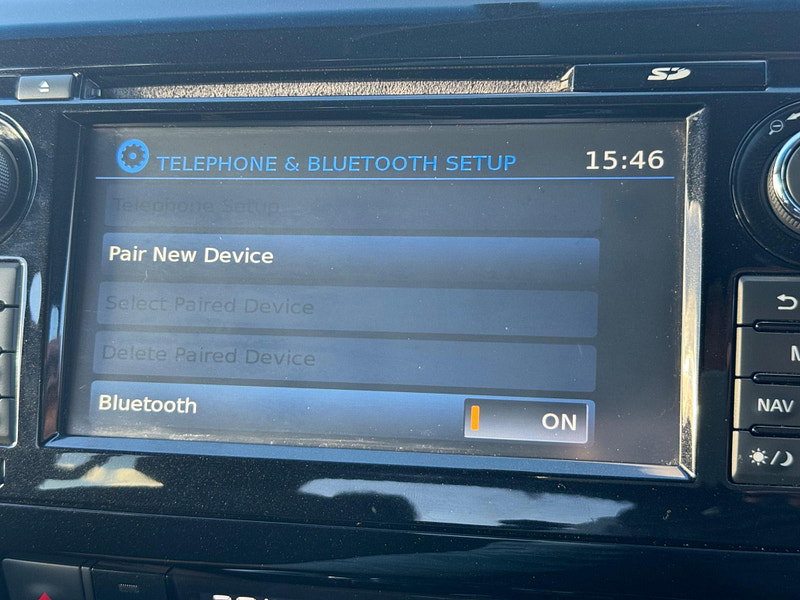 SD
TELEPHONE & BLUETOOTH SETUP 15:46
Telephone Setup
Pair New Device
Select Paired Device
Delete Paired Device
Bluetooth ON
NAV